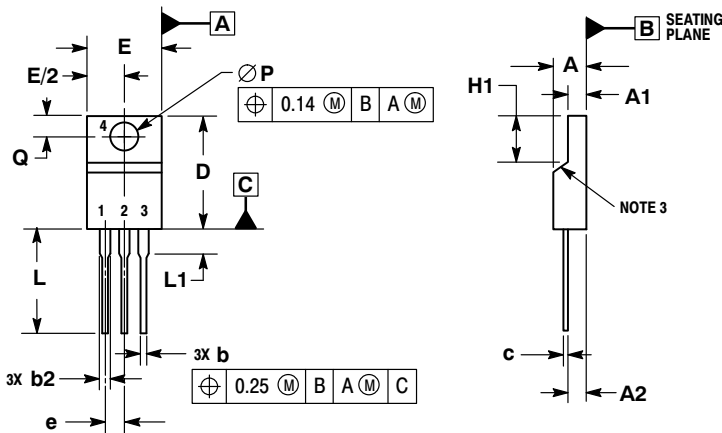 E
A
E/2
Ø P
⌖ 0.14 Ⓜ B A Ⓜ
4
Q
D
C
1 2 3
L
L1
3X b
3X b2
⌖ 0.25 Ⓜ B A Ⓜ C
e
B SEATING
PLANE
A
H1
A1
NOTE 3
c
A2